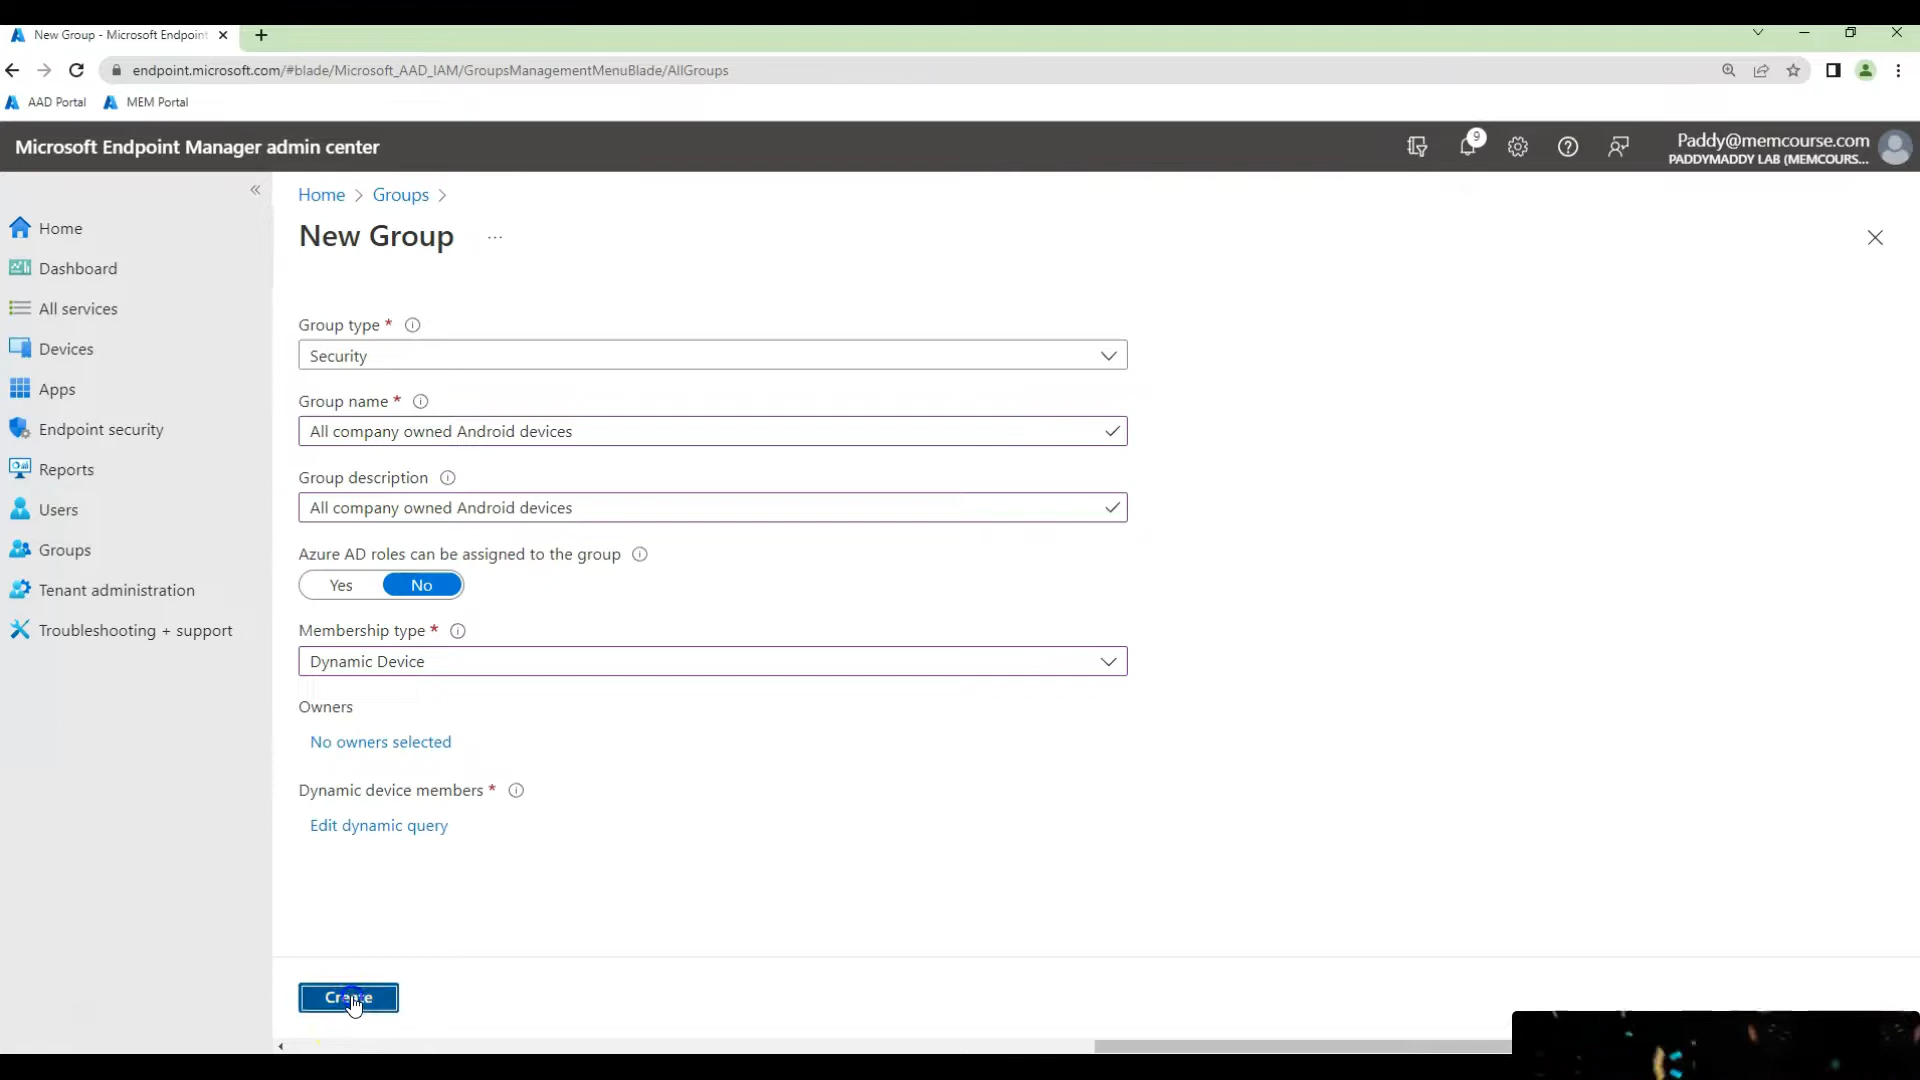 New Group - Microsoft Endpoint
endpoint.microsoft.com/#blade/Microsoft_AAD_IAM/GroupsManagementMenuBlade/AllGroups
AAD Portal
MEM Portal
Microsoft Endpoint Manager admin center
9
Paddy@memcourse.com
PADDYMADDY LAB (MEMCOURS...
Home
Dashboard
All services
Devices
Apps
Endpoint security
Reports
Users
Groups
Tenant administration
Troubleshooting + support
Home > Groups >
New Group ...
Group type *
Security
Group name *
All company owned Android devices
Group description
All company owned Android devices
Azure AD roles can be assigned to the group
Yes No
Membership type *
Dynamic Device
Owners
No owners selected
Dynamic device members *
Edit dynamic query
Create